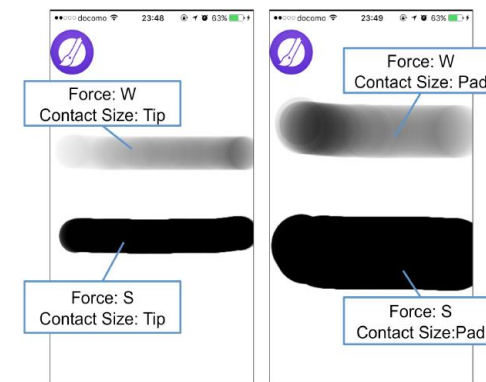 docomo 23:48 63%
docomo 23:49 63%
Force: W
Contact Size: Tip
Force: W
Contact Size: Pad
Force: S
Contact Size: Tip
Force: S
Contact Size:Pad